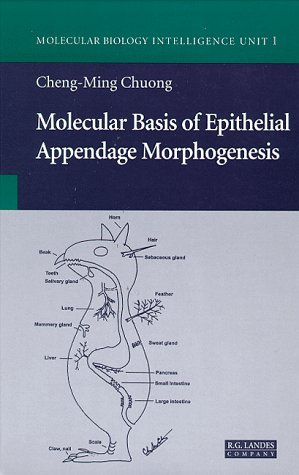 MOLECULAR BIOLOGY INTELLIGENCE UNIT 1
Cheng-Ming Chuong
Molecular Basis of Epithelial
Appendage Morphogenesis
Horn
Hair
Beak
Sebaceous gland
Teeth
Salivary gland
Feather
Lung
Mammary gland
Sweat gland
Liver
Pancreas
Small Intestine
Large intestine
Scale
Claw, nail
R.G. LANDES
COMPANY